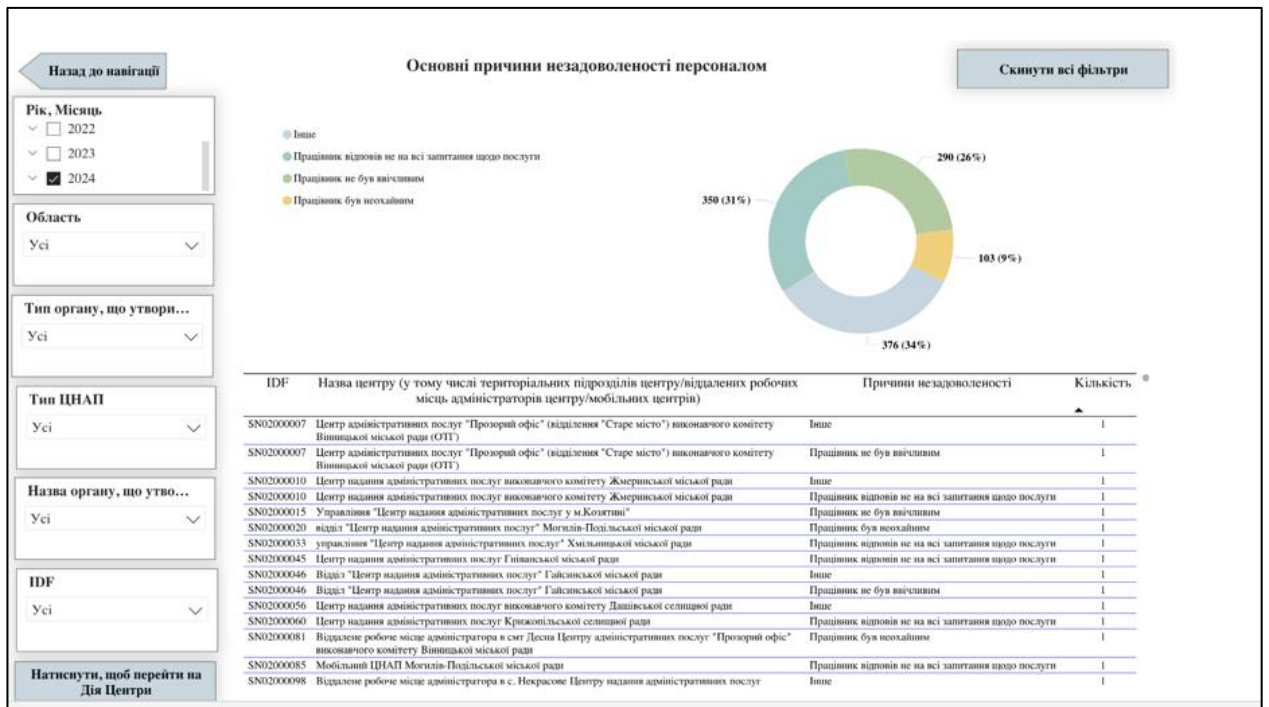 Назад до навігації
Основні причини незадоволеності персоналом
Скинути всі фільтри
Рік, Місяць
2022
2023
2024
Область
Усі
Тип органу, що утвори...
Усі
Тип ЦНАП
Усі
Назва органу, що утво...
Усі
IDF
Усі
Натиснути, щоб перейти на
Дія Центри
Інше
Працівник відповів не на всі запитання щодо послуги
Працівник не був ввічливим
Працівник був неохайним
290 (26%)
350 (31%)
103 (9%)
376 (34%)
IDF Назва центру (у тому числі територіальних підрозділів центру/віддалених робочих Причини незадоволеності Кількість
місць адміністраторів центру/мобільних центрів)
SN02000007 Центр адміністративних послуг "Прозорий офіс" (відділення "Старе місто") виконавчого комітету Інше 1
Вінницької міської ради (ОТГ)
SN02000007 Центр адміністративних послуг "Прозорий офіс" (відділення "Старе місто") виконавчого комітету Працівник не був ввічливим 1
Вінницької міської ради (ОТГ)
SN02000010 Центр надання адміністративних послуг виконавчого комітету Жмеринської міської ради Інше 1
SN02000010 Центр надання адміністративних послуг виконавчого комітету Жмеринської міської ради Працівник відповів не на всі запитання щодо послуги 1
SN02000015 Управління "Центр надання адміністративних послуг у м.Козятині" Працівник не був ввічливим 1
SN02000020 відділ "Центр надання адміністративних послуг" Могилів-Подільської міської ради Працівник був неохайним 1
SN02000033 управління "Центр надання адміністративних послуг" Хмільницької міської ради Працівник відповів не на всі запитання щодо послуги 1
SN02000045 Центр надання адміністративних послуг Гніванської міської ради Працівник відповів не на всі запитання щодо послуги 1
SN02000046 Відділ "Центр надання адміністративних послуг" Гайсинської міської ради Інше 1
SN02000046 Відділ "Центр надання адміністративних послуг" Гайсинської міської ради Працівник не був ввічливим 1
SN02000056 Центр надання адміністративних послуг виконавчого комітету Дашівської селищної ради Інше 1
SN02000060 Центр надання адміністративних послуг Крижопільської селищної ради Працівник відповів не на всі запитання щодо послуги 1
SN02000081 Віддалене робоче місце адміністратора в смт Десна Центру адміністративних послуг "Прозорий офіс" Працівник був неохайним 1
виконавчого комітету Вінницької міської ради
SN02000085 Мобільний ЦНАП Могилів-Подільської міської ради Працівник відповів не на всі запитання щодо послуги 1
SN02000098 Віддалене робоче місце адміністратора в с. Некрасове Центру надання адміністративних послуг Інше 1